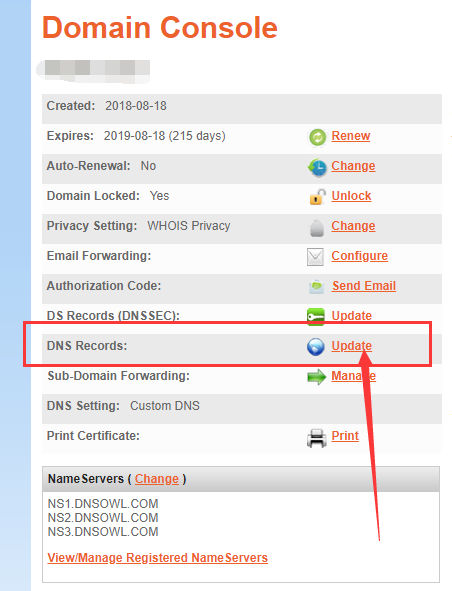 Domain Console
Created: 2018-08-18
Expires: 2019-08-18 (215 days) Renew
Auto-Renewal: No Change
Domain Locked: Yes Unlock
Privacy Setting: WHOIS Privacy Change
Email Forwarding: Configure
Authorization Code: Send Email
DS Records (DNSSEC): Update
DNS Records: Update
Sub-Domain Forwarding: Manage
DNS Setting: Custom DNS
Print Certificate: Print
NameServers ( Change )
NS1.DNSOWL.COM
NS2.DNSOWL.COM
NS3.DNSOWL.COM
View/Manage Registered NameServers